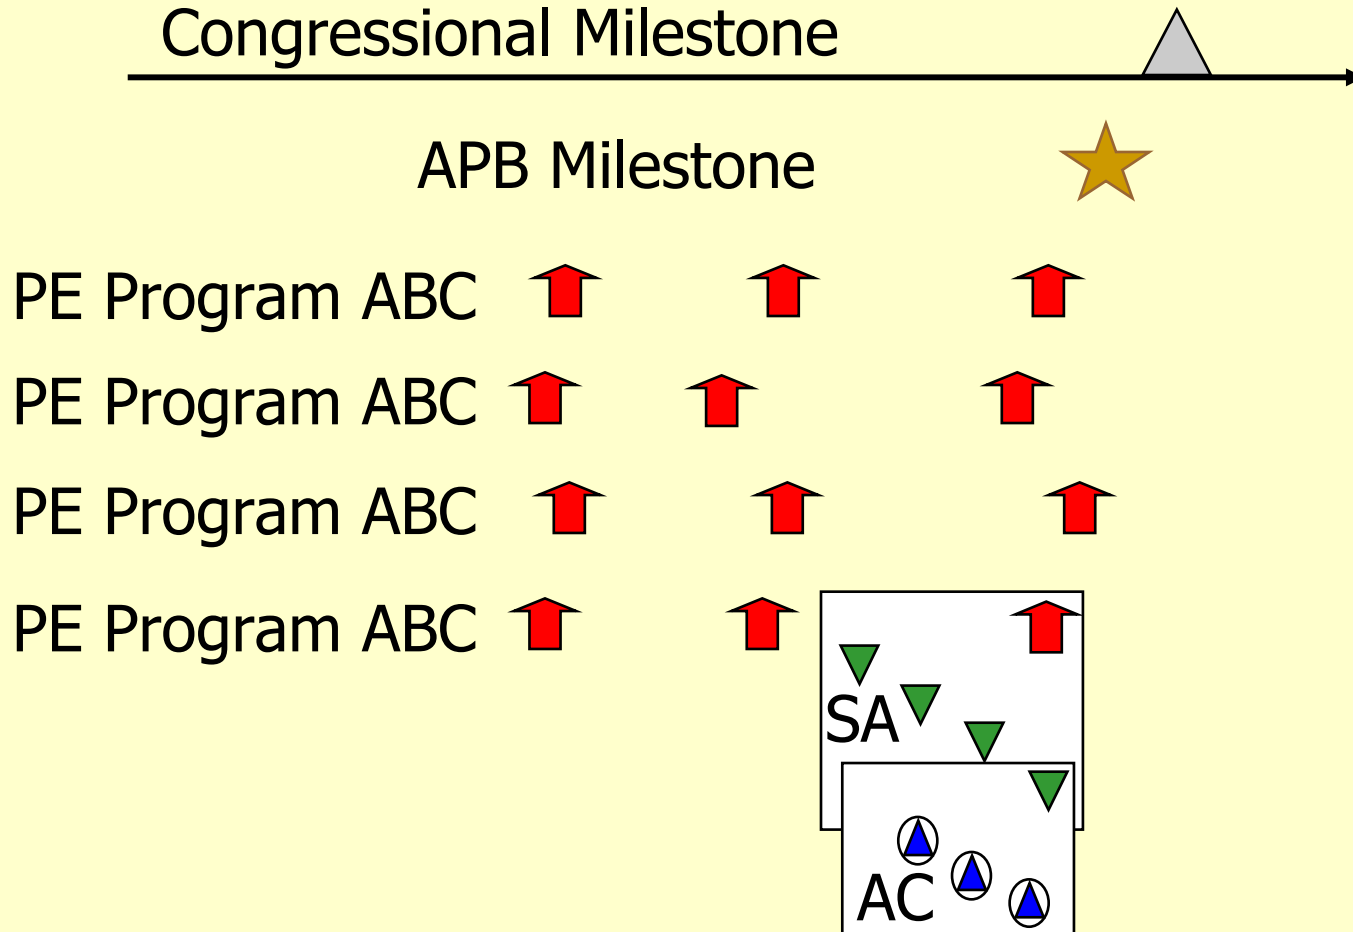 Congressional Milestone
APB Milestone
PE Program ABC
PE Program ABC
PE Program ABC
PE Program ABC
SA
AC